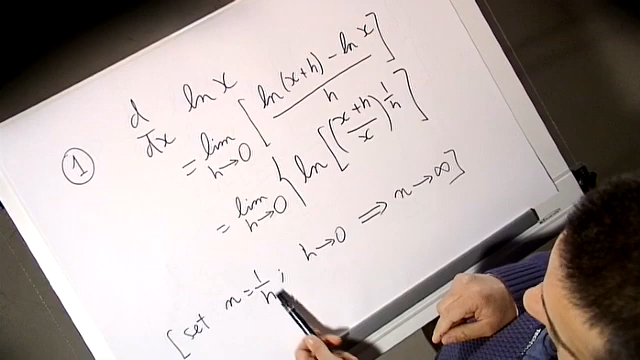 d/dx ln x
① = lim h→0 [ (ln(x+h) − ln x)/h ]
= lim h→0 { ln [ ((x+h)/x)^(1/h) ]
[set n = 1/h ; h→0 ⟹ n→∞]